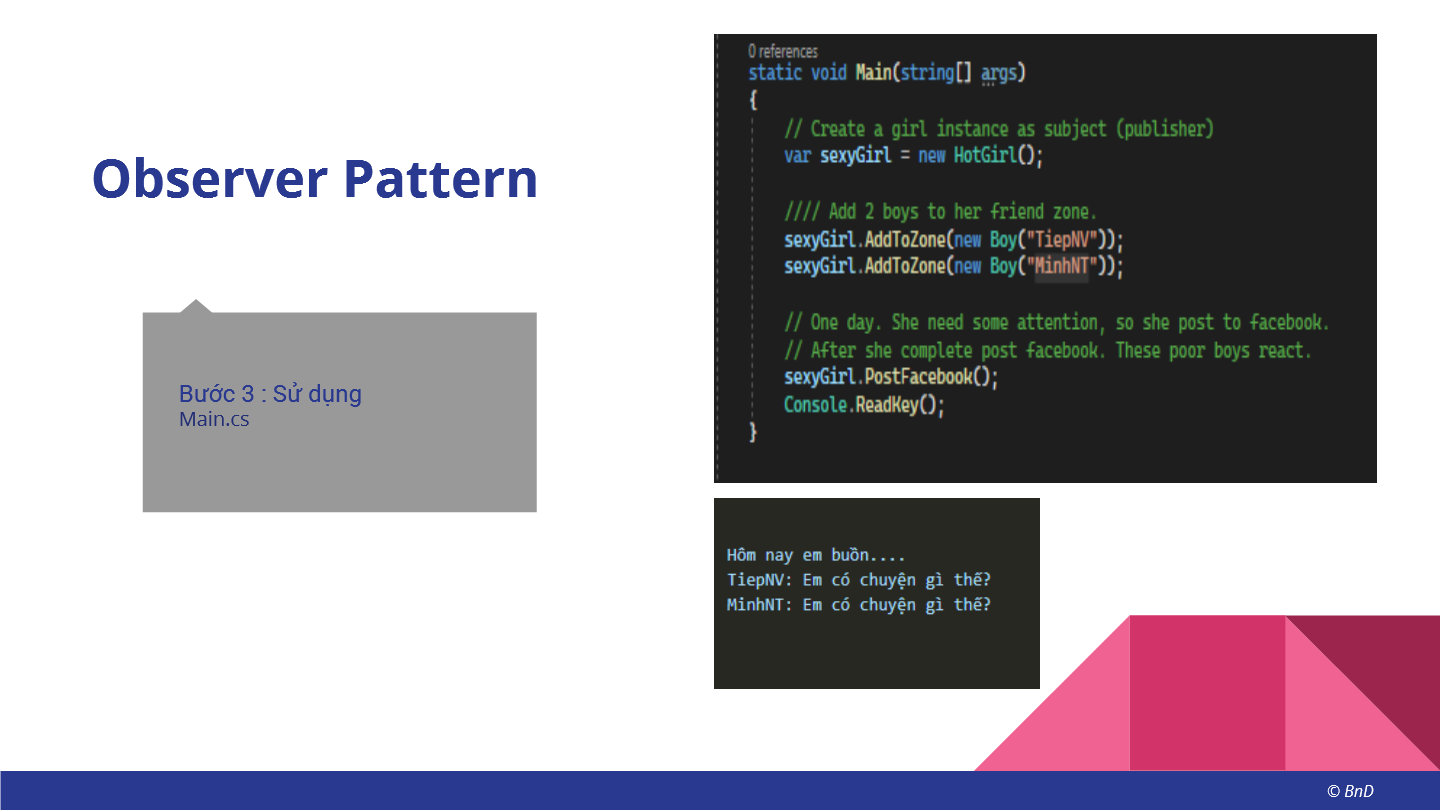 Observer Pattern
Bước 3 : Sử dụng
Main.cs
0 references
static void Main(string[] args)
{
// Create a girl instance as subject (publisher)
var sexyGirl = new HotGirl();
//// Add 2 boys to her friend zone.
sexyGirl.AddToZone(new Boy("TiepNV"));
sexyGirl.AddToZone(new Boy("MinhNT"));
// One day. She need some attention, so she post to facebook.
// After she complete post facebook. These poor boys react.
sexyGirl.PostFacebook();
Console.ReadKey();
}
Hôm nay em buồn....
TiepNV: Em có chuyện gì thế?
MinhNT: Em có chuyện gì thế?
© BnD